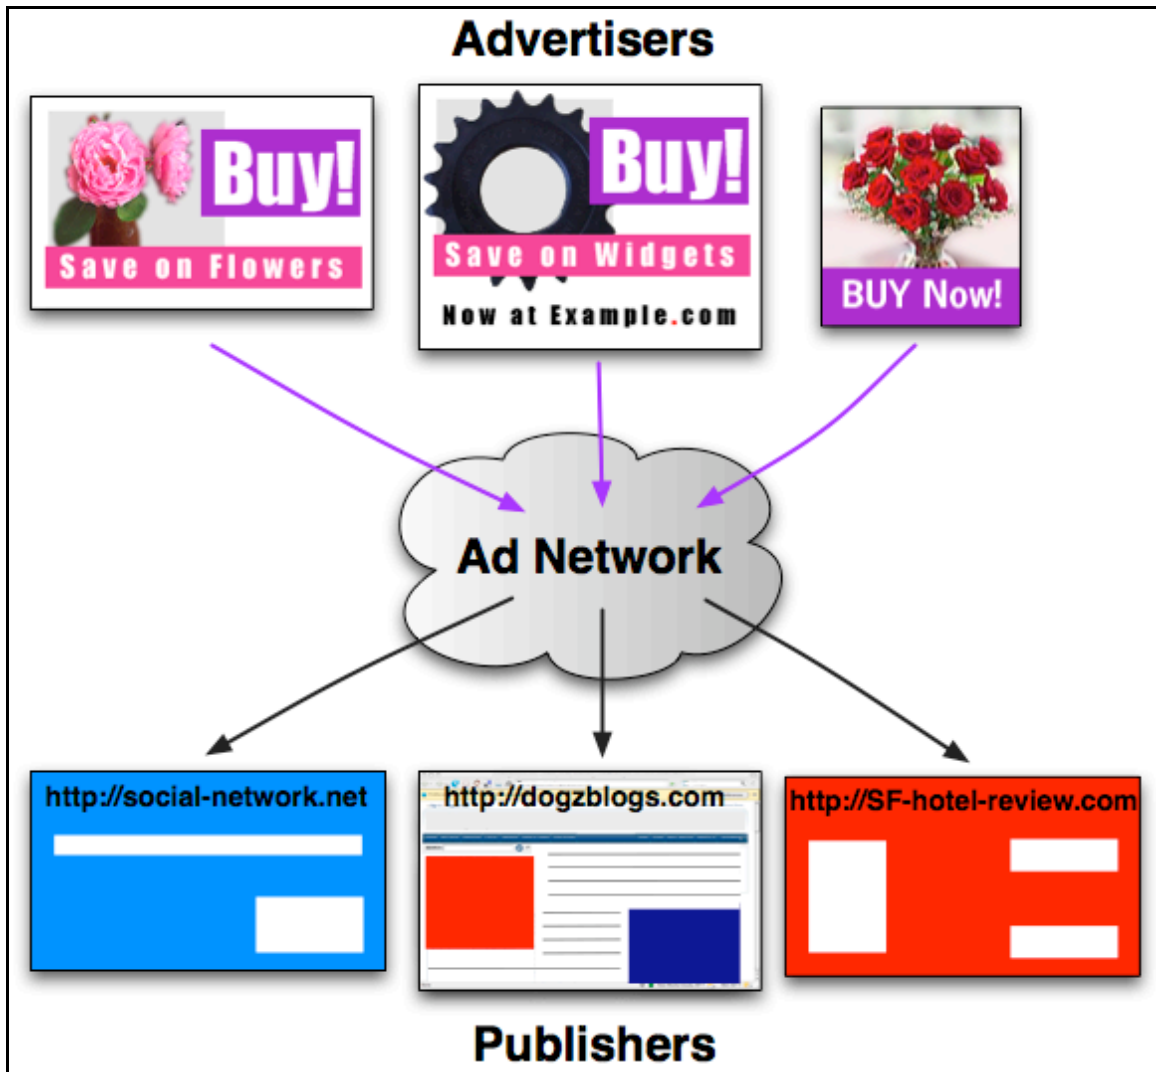 Advertisers
Buy!
Save on Flowers
Buy!
Save on Widgets
Now at Example.com
BUY Now!
Ad Network
http://social-network.net
http://dogzblogs.com
http://SF-hotel-review.com
Publishers